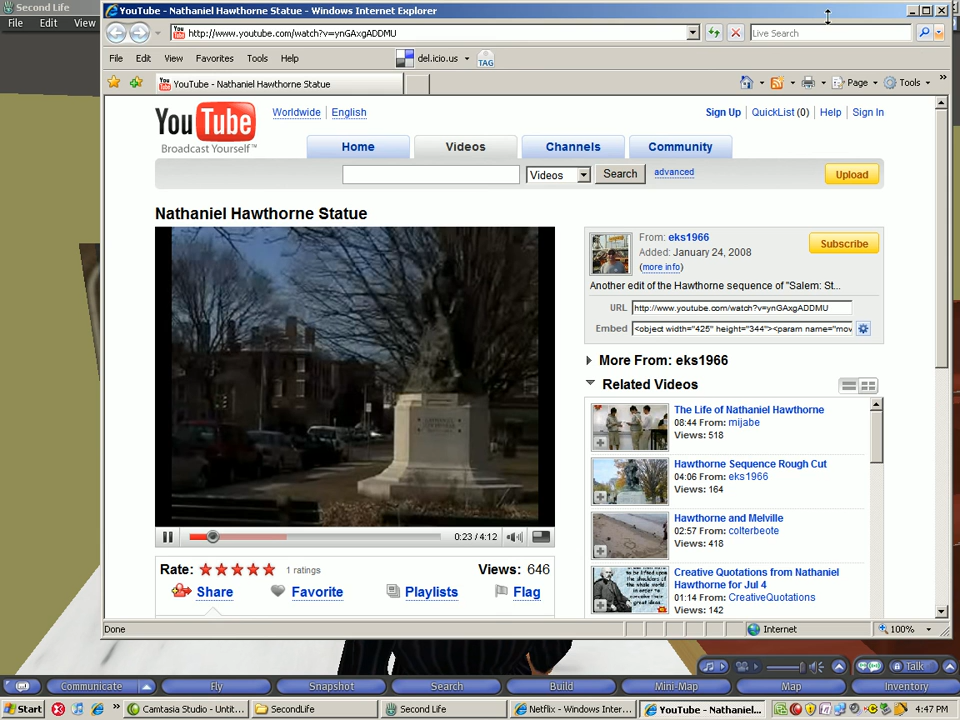 Second Life
File Edit View
YouTube - Nathaniel Hawthorne Statue - Windows Internet Explorer
http://www.youtube.com/watch?v=ynGAxgADDMU
Live Search
File Edit View Favorites Tools Help
del.icio.us
TAG
YouTube - Nathaniel Hawthorne Statue
Page
Tools
You Tube
Broadcast Yourself™
Worldwide English
Sign Up QuickList (0) Help Sign In
Home Videos Channels Community
Videos Search advanced
Upload
Nathaniel Hawthorne Statue
From: eks1966
Added: January 24, 2008
(more info)
Subscribe
Another edit of the Hawthorne sequence of "Salem: St...
URL http://www.youtube.com/watch?v=ynGAxgADDMU
Embed <object width="425" height="344"><param name="mov
More From: eks1966
Related Videos
The Life of Nathaniel Hawthorne
08:44 From: mijabe
Views: 518
Hawthorne Sequence Rough Cut
04:06 From: eks1966
Views: 164
Hawthorne and Melville
02:57 From: colterbeote
Views: 418
Creative Quotations from Nathaniel
Hawthorne for Jul 4
01:14 From: CreativeQuotations
Views: 142
0:23 / 4:12
Rate: 1 ratings
Views: 646
Share Favorite Playlists Flag
Done
Internet
100%
Talk
Communicate Fly Snapshot Search Build Mini-Map Map Inventory
Start
Camtasia Studio - Untit...
SecondLife
Second Life
Netflix - Windows Inter...
YouTube - Nathaniel...
4:47 PM